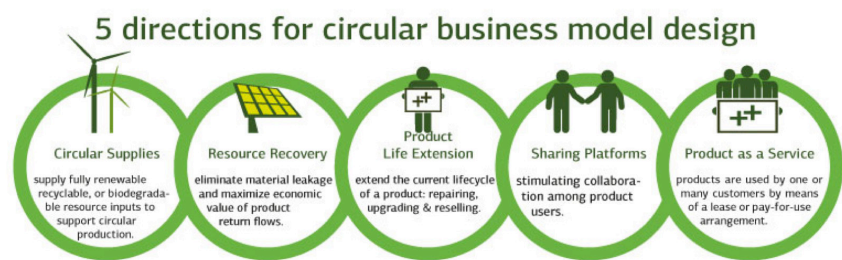 5 directions for circular business model design
Circular Supplies
supply fully renewable
recyclable, or biodegrada-
ble resource inputs to
support circular
production.
Resource Recovery
eliminate material leakage
and maximize economic
value of product
return flows.
Product
Life Extension
extend the current lifecycle
of a product: repairing,
upgrading & reselling.
Sharing Platforms
stimulating collabora-
tion among product
users.
Product as a Service
products are used by one or
many customers by means
of a lease or pay-for-use
arrangement.